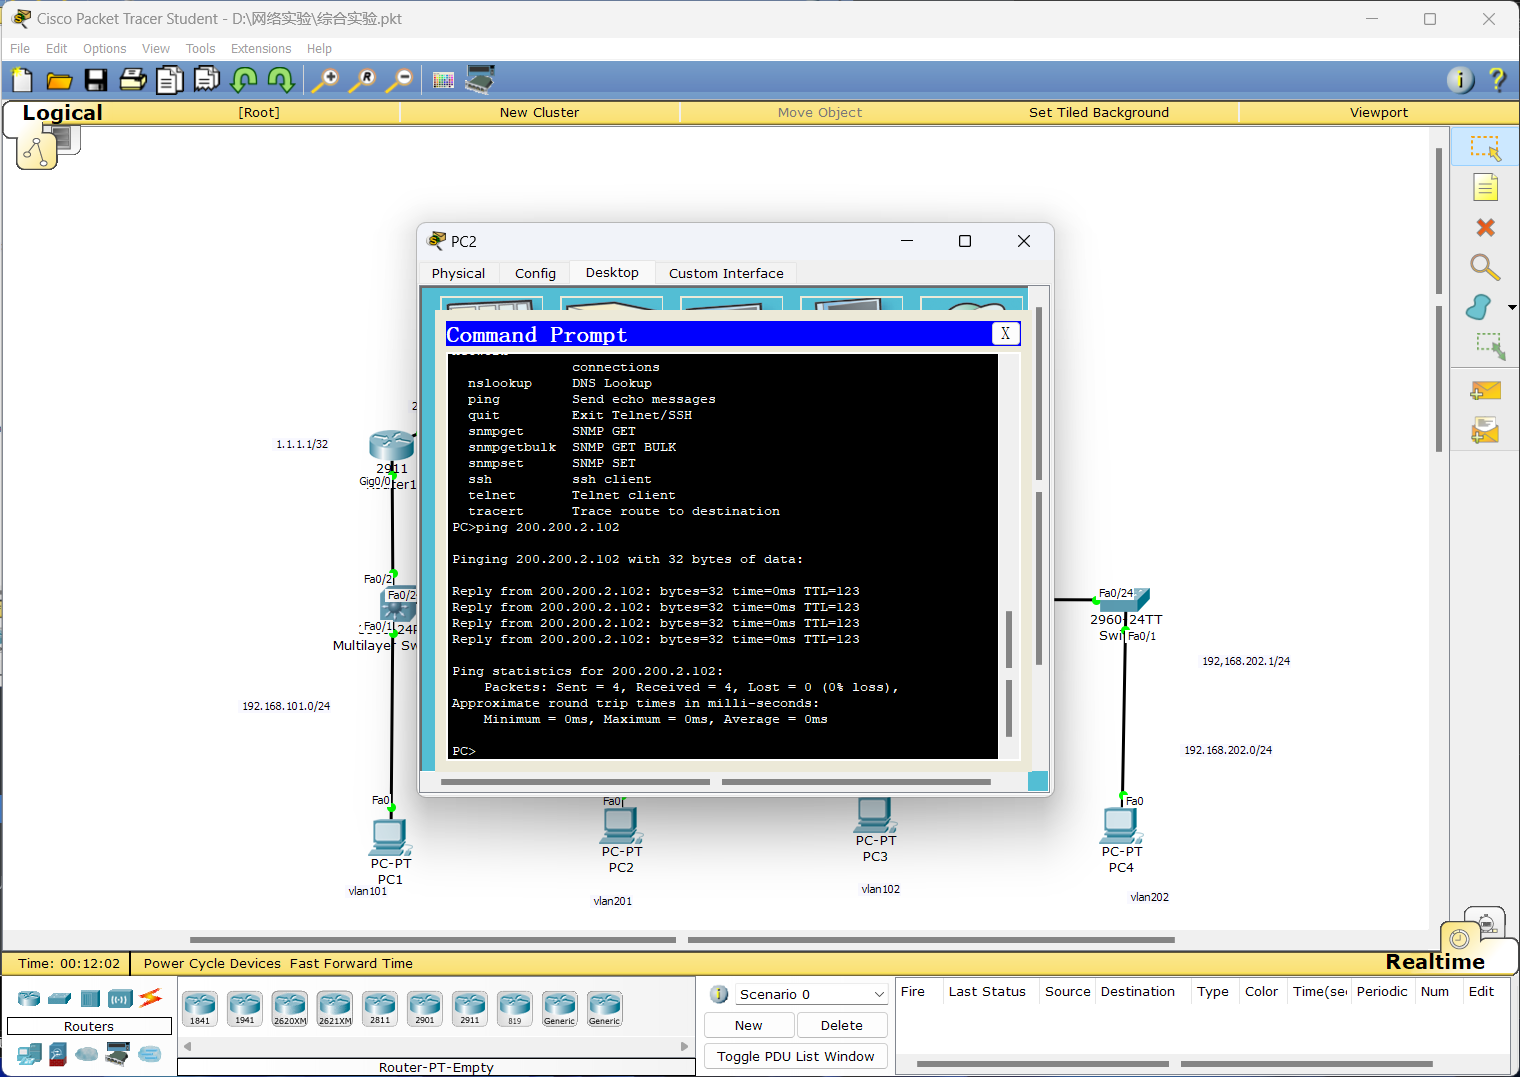 Cisco Packet Tracer Student - D:\网络实验\综合实验.pkt
File Edit Options View Tools Extensions Help
Logical [Root] New Cluster Move Object Set Tiled Background Viewport
PC2
Physical Config Desktop Custom Interface
Command Prompt X
connections
nslookup DNS Lookup
ping Send echo messages
quit Exit Telnet/SSH
snmpget SNMP GET
snmpgetbulk SNMP GET BULK
snmpset SNMP SET
ssh ssh client
telnet Telnet client
tracert Trace route to destination
PC>ping 200.200.2.102
Pinging 200.200.2.102 with 32 bytes of data:
Reply from 200.200.2.102: bytes=32 time=0ms TTL=123
Reply from 200.200.2.102: bytes=32 time=0ms TTL=123
Reply from 200.200.2.102: bytes=32 time=0ms TTL=123
Reply from 200.200.2.102: bytes=32 time=0ms TTL=123
Ping statistics for 200.200.2.102:
Packets: Sent = 4, Received = 4, Lost = 0 (0% loss),
Approximate round trip times in milli-seconds:
Minimum = 0ms, Maximum = 0ms, Average = 0ms
PC>
2
1.1.1.1/32
2911
Gig0/0
Fa0/2
Fa0/2
Fa0/1
Multilayer Sw
192.168.101.0/24
Fa0
PC-PT
PC1
vlan101
Fa0
PC-PT
PC2
vlan201
PC-PT
PC3
vlan102
Fa0/24
2960-24TT
Swi
Fa0/1
192,168.202.1/24
192.168.202.0/24
Fa0
PC-PT
PC4
vlan202
Time: 00:12:02 Power Cycle Devices Fast Forward Time
Realtime
Routers
1841 1941 2620XM 2621XM 2811 2901 2911 819 Generic Generic
Router-PT-Empty
Scenario 0
New Delete
Toggle PDU List Window
Fire Last Status Source Destination Type Color Time(sec Periodic Num Edit